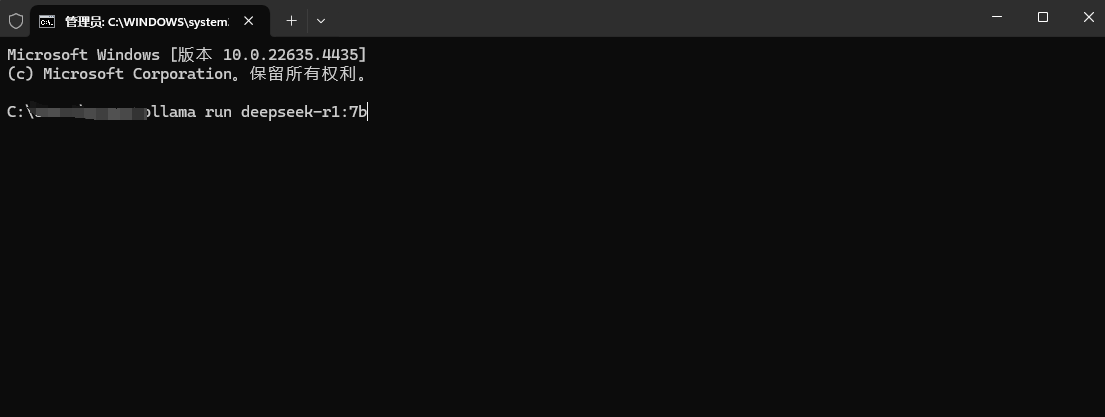 管理员: C:\WINDOWS\system
Microsoft Windows [版本 10.0.22635.4435]
(c) Microsoft Corporation。保留所有权利。
C:\ ollama run deepseek-r1:7b